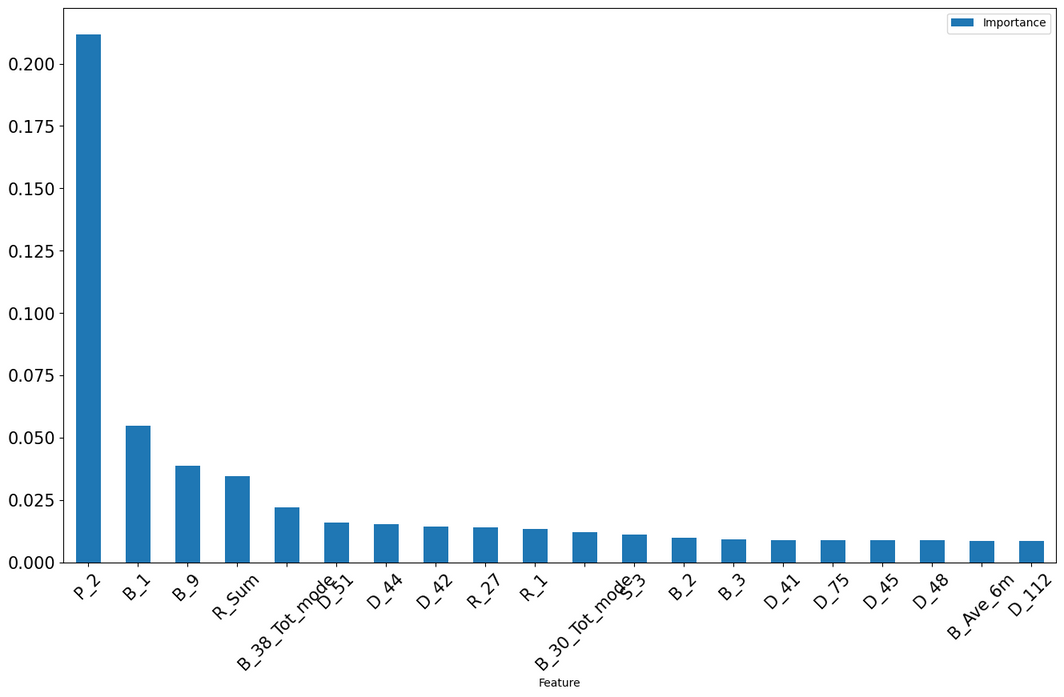 Importance
0.200
0.175
0.150
0.125
0.100
0.075
0.050
0.025
0.000
P_2
B_1
B_9
R_Sum
B_38_Tot_mode
D_51
D_44
D_42
R_27
R_1
B_30_Tot_mode
S_3
B_2
B_3
D_41
D_75
D_45
D_48
B_Ave_6m
D_112
Feature